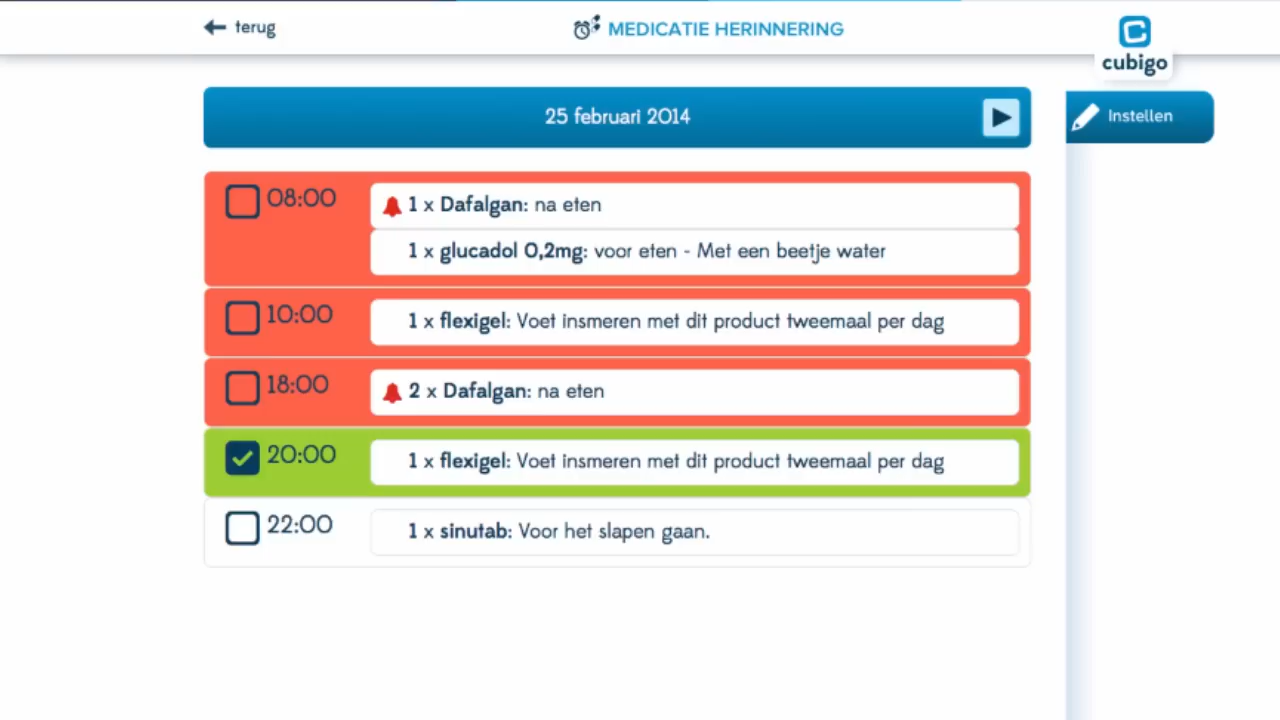 terug
MEDICATIE HERINNERING
cubigo
25 februari 2014
Instellen
08:00
1 x Dafalgan: na eten
1 x glucadol 0,2mg: voor eten - Met een beetje water
10:00
1 x flexigel: Voet insmeren met dit product tweemaal per dag
18:00
2 x Dafalgan: na eten
20:00
1 x flexigel: Voet insmeren met dit product tweemaal per dag
22:00
1 x sinutab: Voor het slapen gaan.